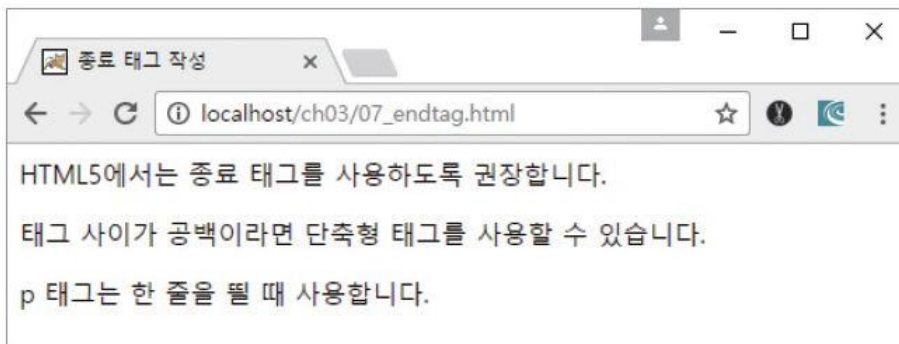 종료 태그 작성
localhost/ch03/07_endtag.html
HTML5에서는 종료 태그를 사용하도록 권장합니다.
태그 사이가 공백이라면 단축형 태그를 사용할 수 있습니다.
p 태그는 한 줄을 띌 때 사용합니다.